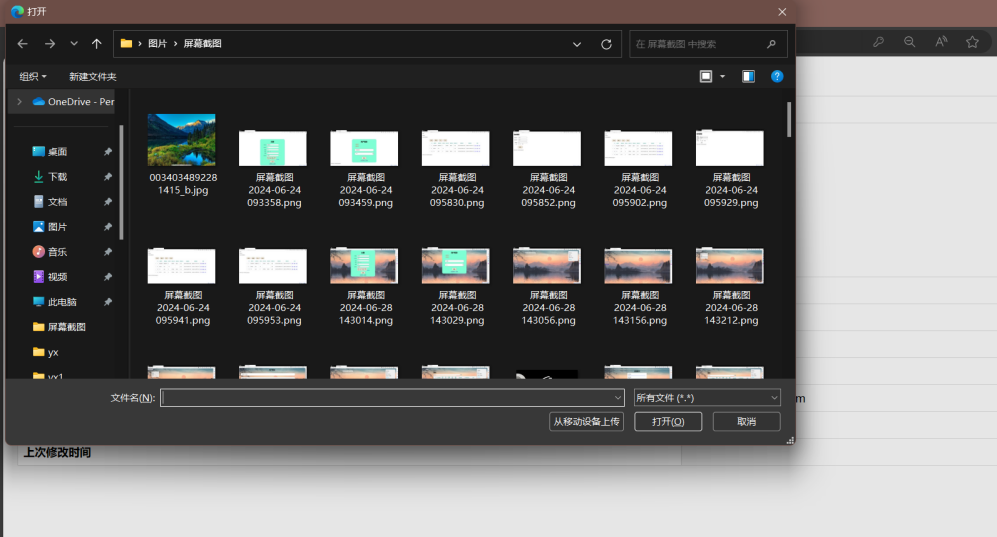 打开
图片 › 屏幕截图
在 屏幕截图 中搜索
组织
新建文件夹
OneDrive - Per
桌面
下载
文档
图片
音乐
视频
此电脑
屏幕截图
yx
yx1
003403489228
1415_b.jpg
屏幕截图
2024-06-24
093358.png
屏幕截图
2024-06-24
093459.png
屏幕截图
2024-06-24
095830.png
屏幕截图
2024-06-24
095852.png
屏幕截图
2024-06-24
095902.png
屏幕截图
2024-06-24
095929.png
屏幕截图
2024-06-24
095941.png
屏幕截图
2024-06-24
095953.png
屏幕截图
2024-06-28
143014.png
屏幕截图
2024-06-28
143029.png
屏幕截图
2024-06-28
143056.png
屏幕截图
2024-06-28
143156.png
屏幕截图
2024-06-28
143212.png
文件名(N):
所有文件 (*.*)
m
从移动设备上传
打开(O)
取消
上次修改时间